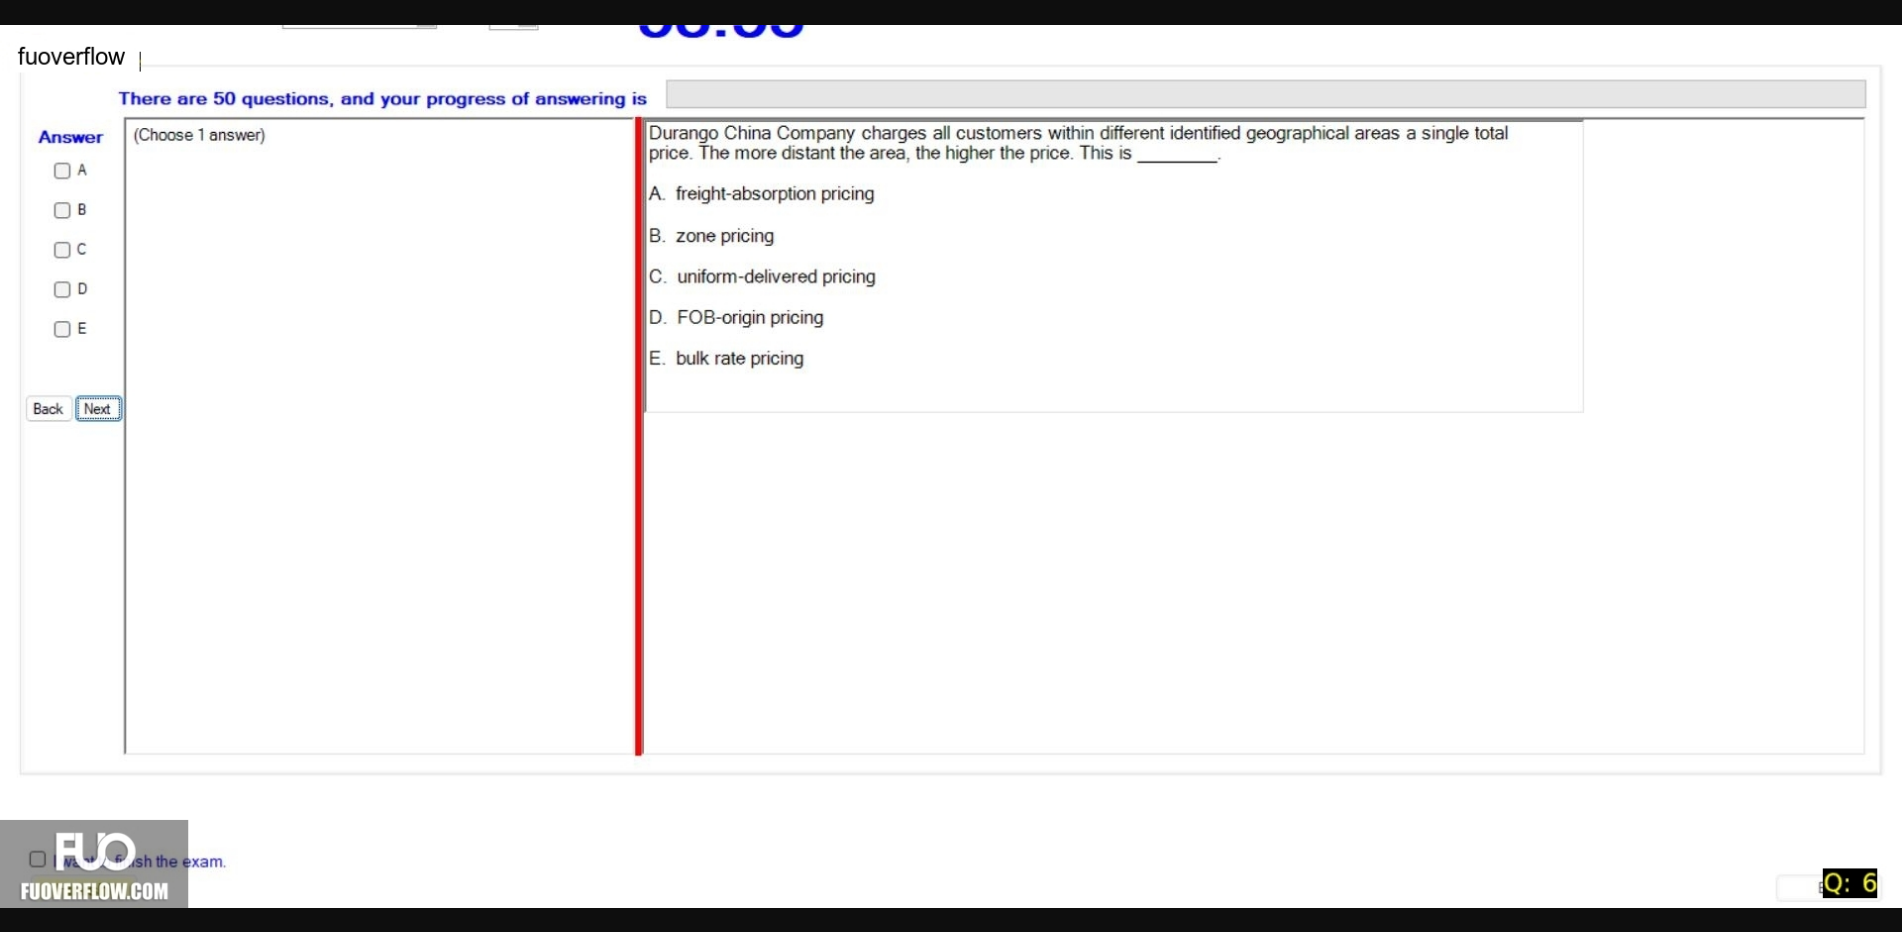 fuoverflow
There are 50 questions, and your progress of answering is
Answer
(Choose 1 answer)
A
B
C
D
E
Back Next
Durango China Company charges all customers within different identified geographical areas a single total
price. The more distant the area, the higher the price. This is ________.
A. freight-absorption pricing
B. zone pricing
C. uniform-delivered pricing
D. FOB-origin pricing
E. bulk rate pricing
FUO
the exam.
FUOVERFLOW.COM
Q: 6